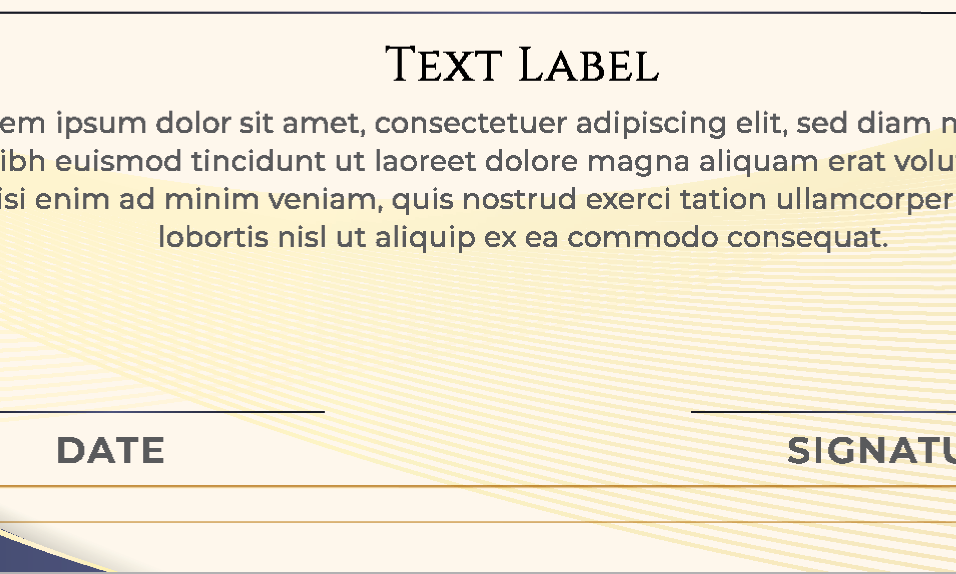 Text Label
em ipsum dolor sit amet, consectetuer adipiscing elit, sed diam n
ibh euismod tincidunt ut laoreet dolore magna aliquam erat volu
isi enim ad minim veniam, quis nostrud exerci tation ullamcorper
lobortis nisl ut aliquip ex ea commodo consequat.
DATE
SIGNATU